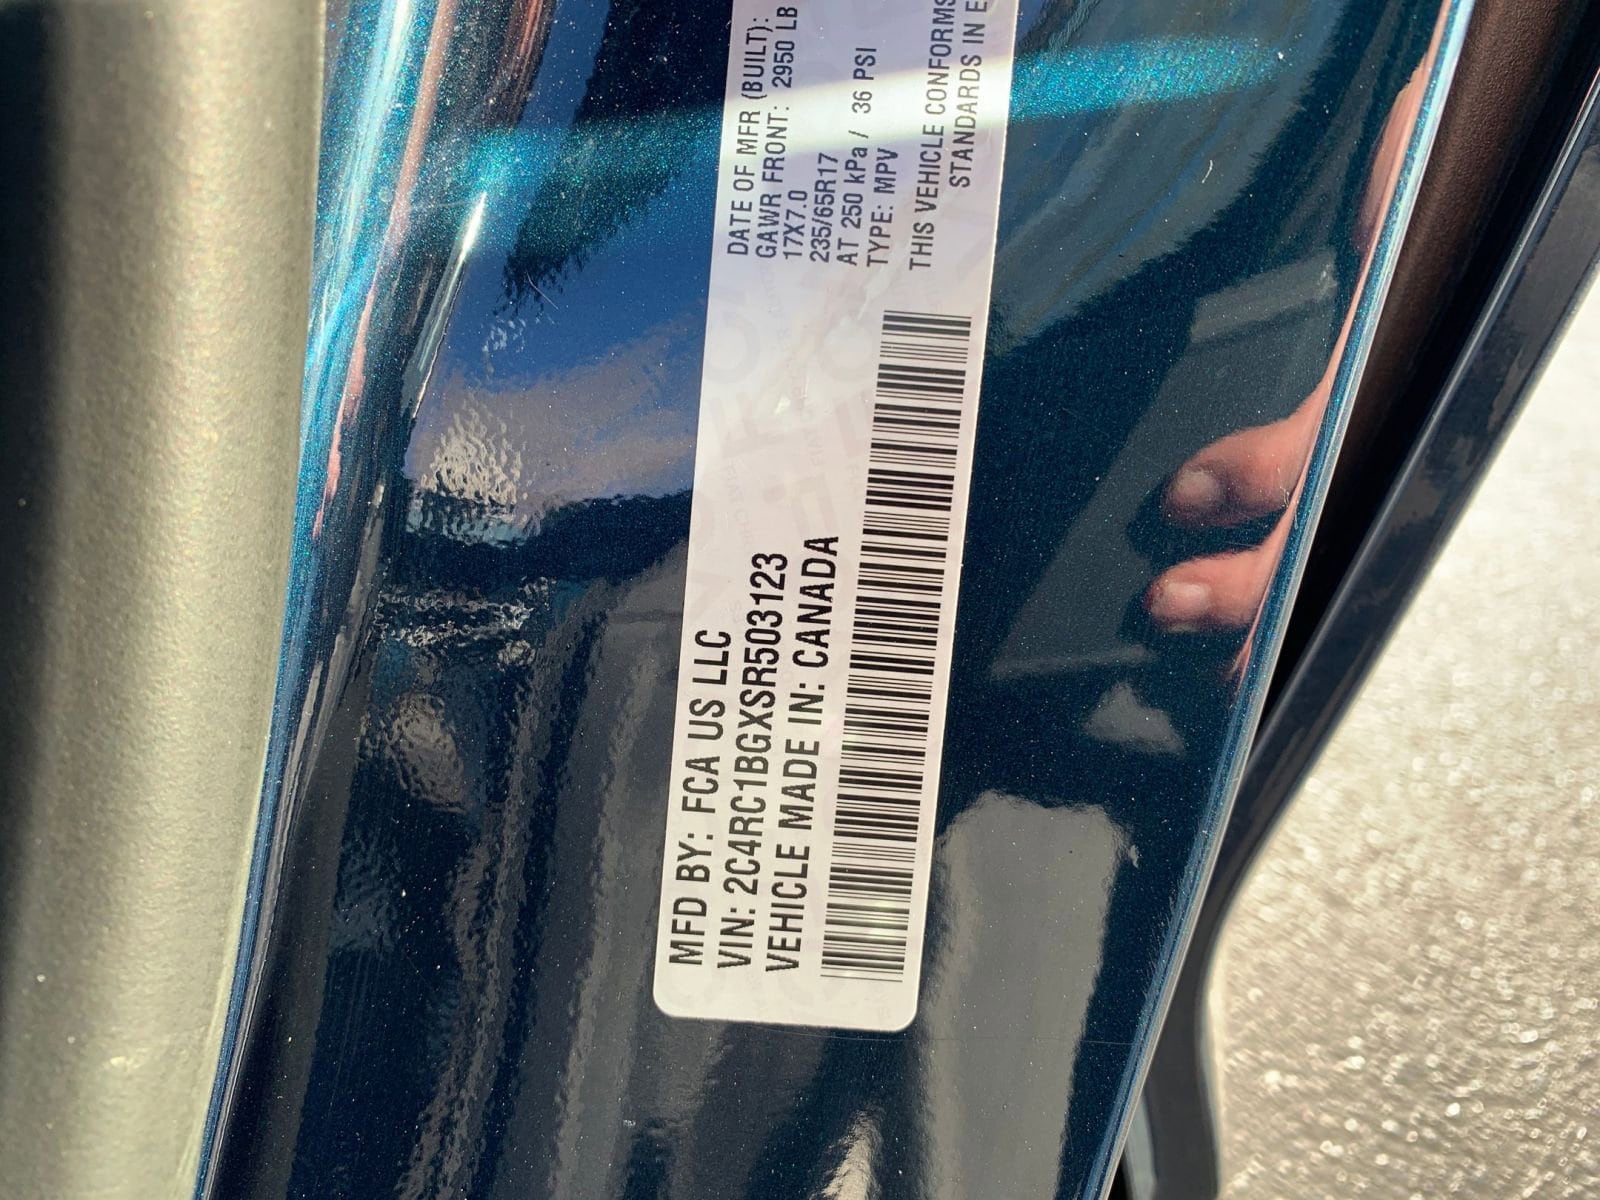 MFD BY: FCA US LLC
VIN: 2C4RC1BGXSR503123
VEHICLE MADE IN: CANADA
DATE OF MFR (BUILT):
GAWR FRONT: 2950 LB
17X7.0
235/65R17
AT 250 kPa / 36 PSI
TYPE: MPV
THIS VEHICLE CONFORMS
STANDARDS IN